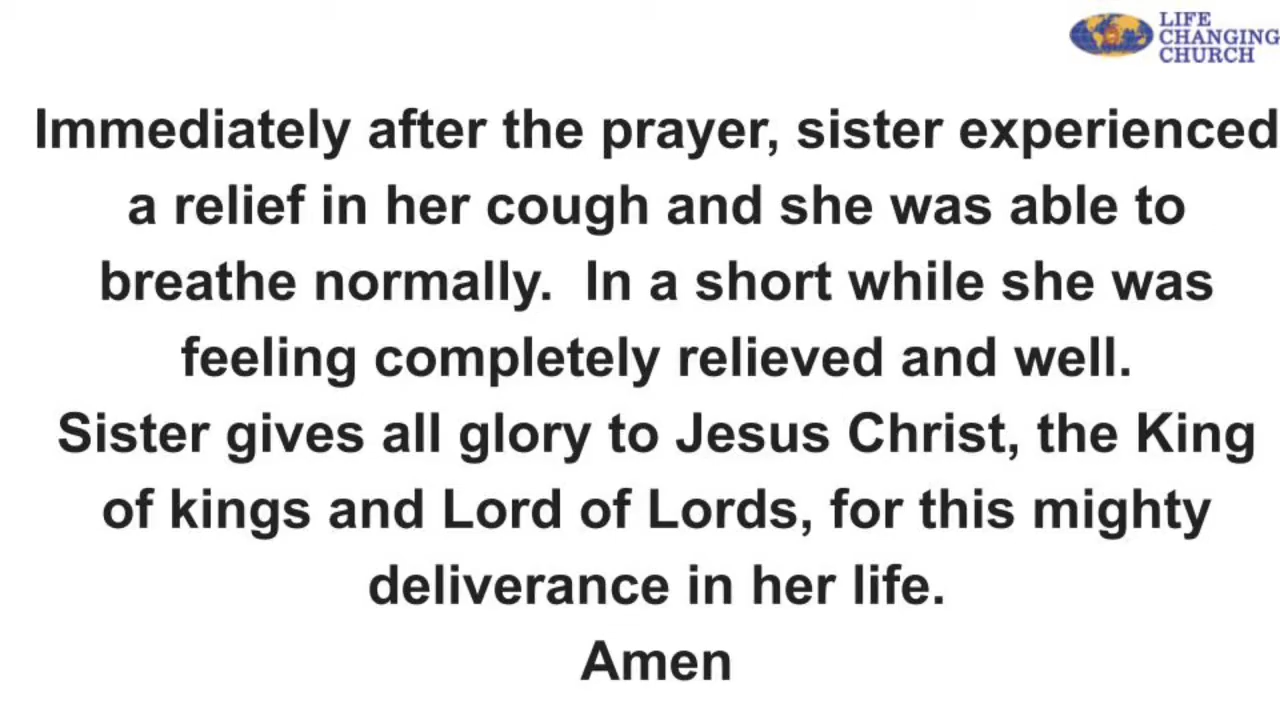 LIFE
CHANGING
CHURCH
Immediately after the prayer, sister experienced
a relief in her cough and she was able to
breathe normally.  In a short while she was
feeling completely relieved and well.
Sister gives all glory to Jesus Christ, the King
of kings and Lord of Lords, for this mighty
deliverance in her life.
Amen